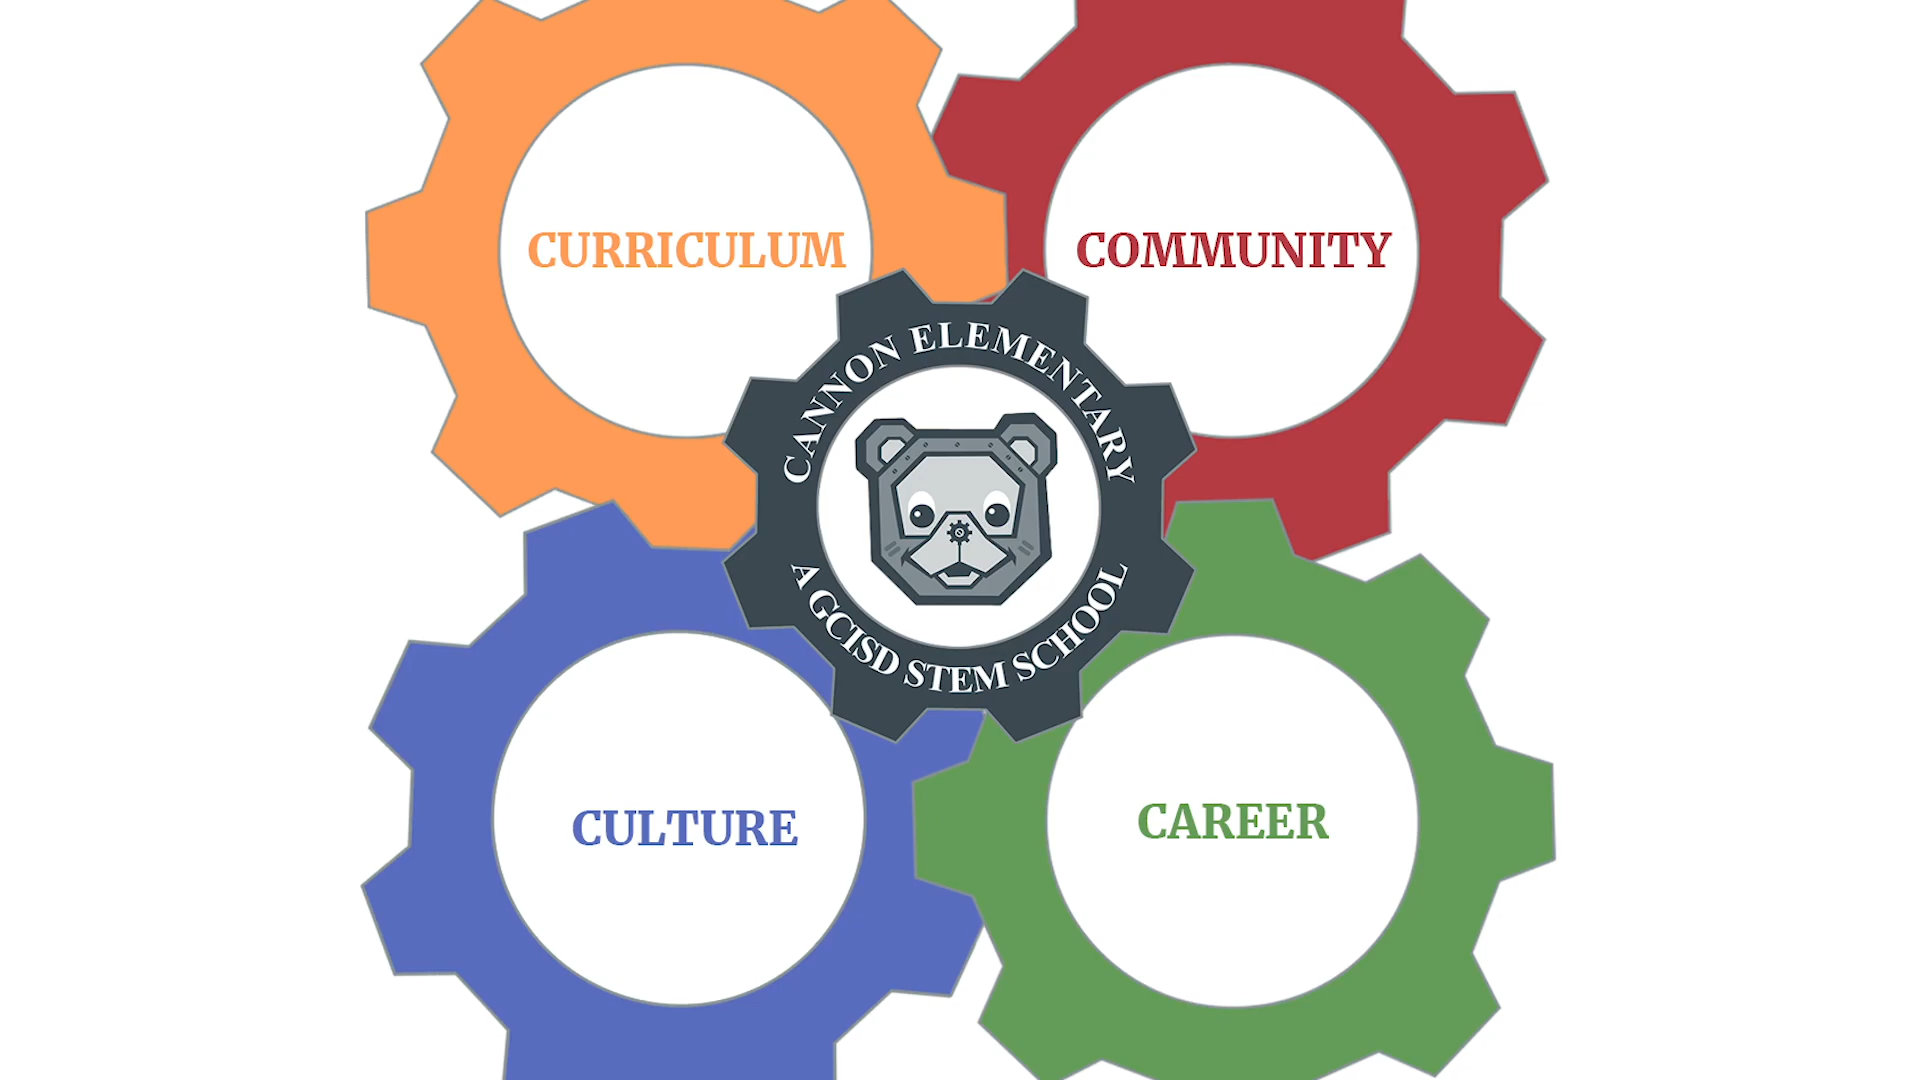 CURRICULUM
COMMUNITY
CANNON ELEMENTARY
A GCISD STEM SCHOOL
CULTURE
CAREER